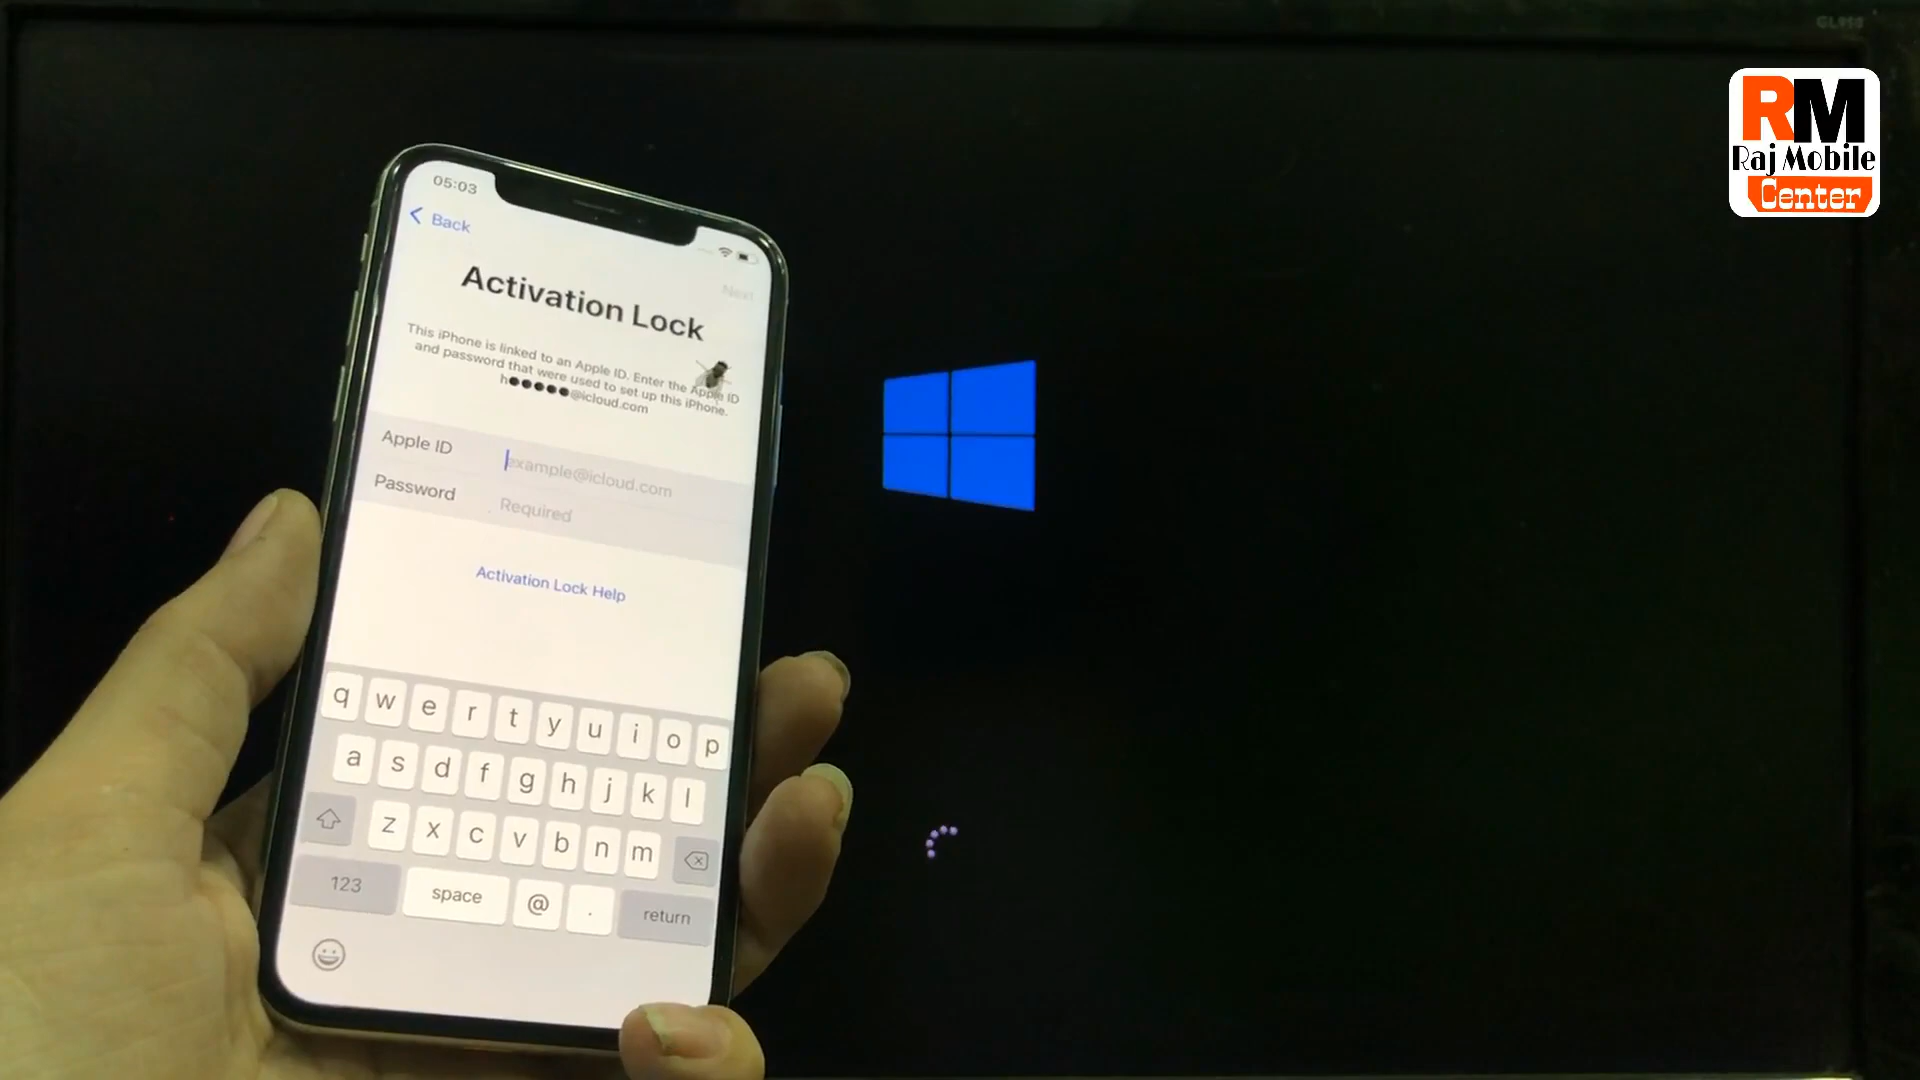 GL950
RM
Raj Mobile
Center
05:03
Back
Next
Activation Lock
This iPhone is linked to an Apple ID. Enter the Apple ID
and password that were used to set up this iPhone.
h●●●●●@icloud.com
Apple ID example@icloud.com
Password Required
Activation Lock Help
q w e r t y u i o p
a s d f g h j k l
z x c v b n m
123 space @ . return